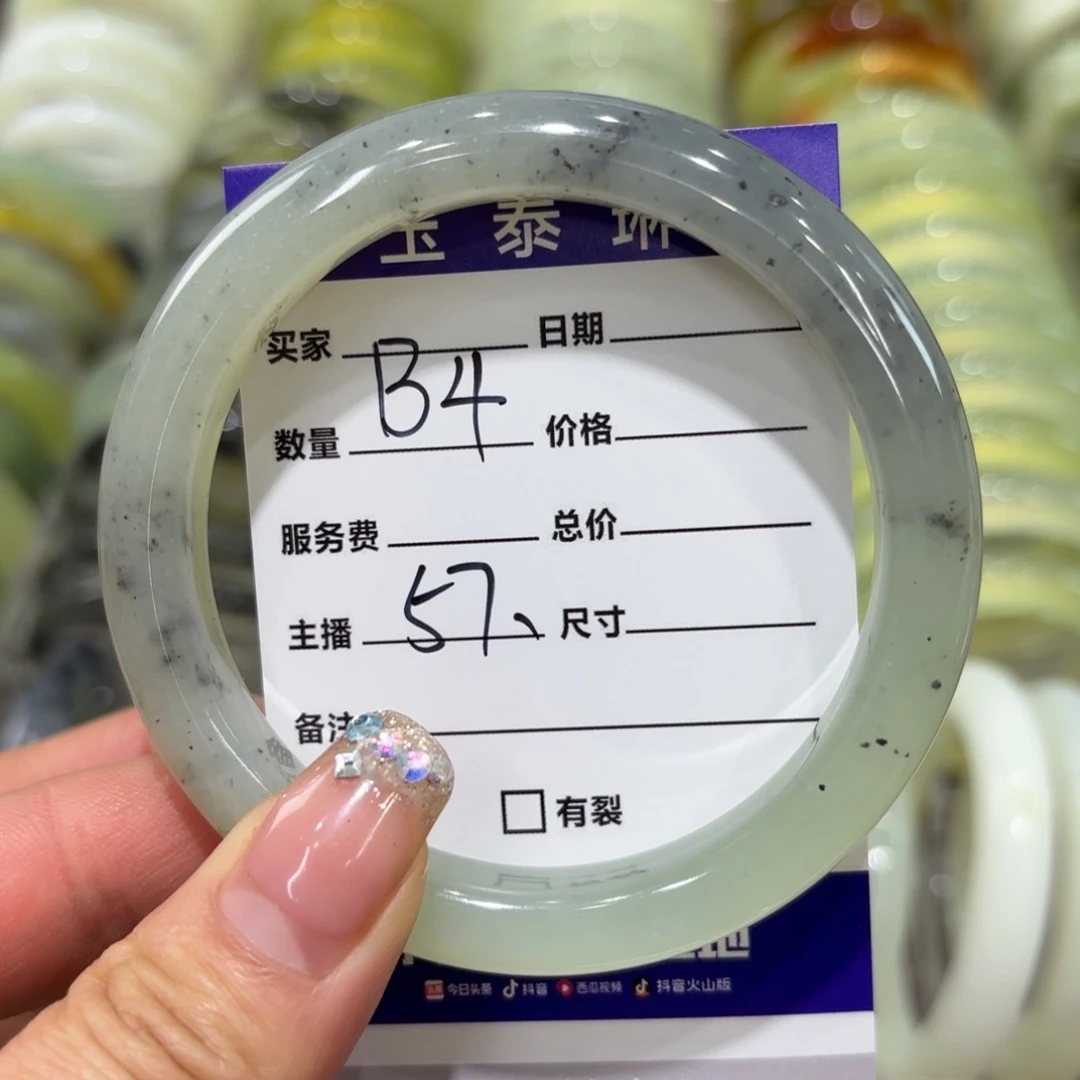 玉 泰 琳
买家 日期
B4
数量 价格
服务费 总价
57、
主播 尺寸
备注
有裂
今日头条 抖音 西瓜视频 抖音火山版